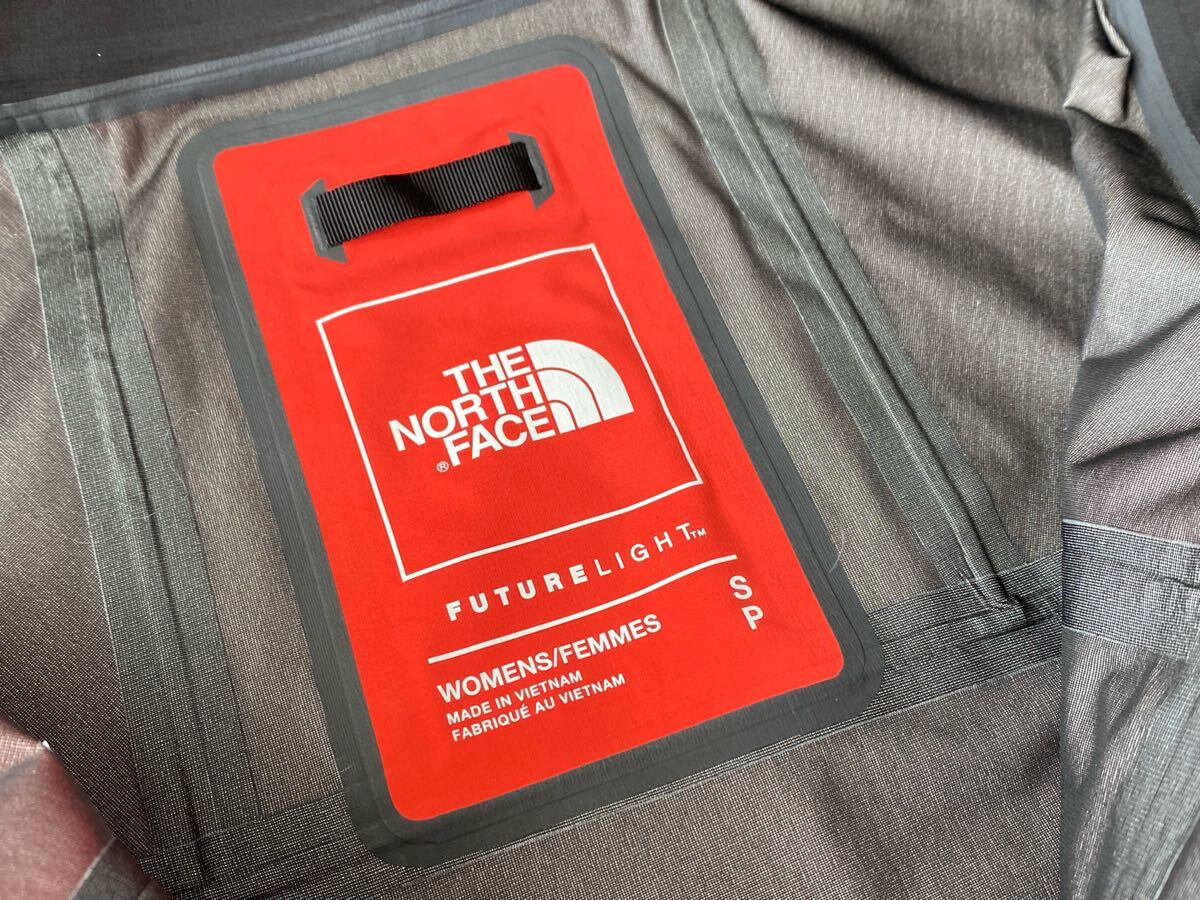 THE
NORTH
FACE
®
FUTURELIGHT™
S
P
WOMENS/FEMMES
MADE IN VIETNAM
FABRIQUÉ AU VIETNAM